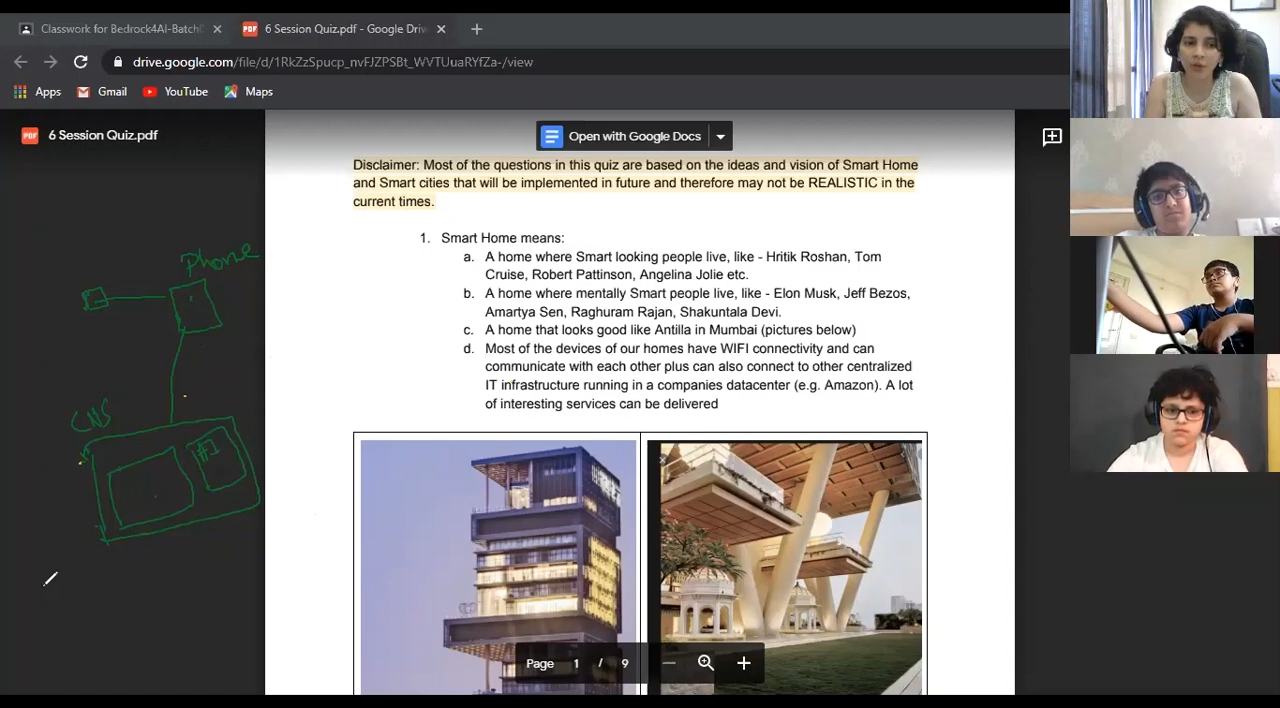 Classwork for Bedrock4AI-Batch
6 Session Quiz.pdf - Google Driv
drive.google.com/file/d/1RkZzSpucp_nvFJZPSBt_WVTUuaRYfZa-/view
Apps Gmail YouTube Maps
PDF 6 Session Quiz.pdf
Open with Google Docs
Disclaimer: Most of the questions in this quiz are based on the ideas and vision of Smart Home
and Smart cities that will be implemented in future and therefore may not be REALISTIC in the
current times.
1. Smart Home means:
a. A home where Smart looking people live, like - Hritik Roshan, Tom
Cruise, Robert Pattinson, Angelina Jolie etc.
b. A home where mentally Smart people live, like - Elon Musk, Jeff Bezos,
Amartya Sen, Raghuram Rajan, Shakuntala Devi.
c. A home that looks good like Antilla in Mumbai (pictures below)
d. Most of the devices of our homes have WIFI connectivity and can
communicate with each other plus can also connect to other centralized
IT infrastructure running in a companies datacenter (e.g. Amazon). A lot
of interesting services can be delivered
Phone
CNS
#1
Page 1 / 9